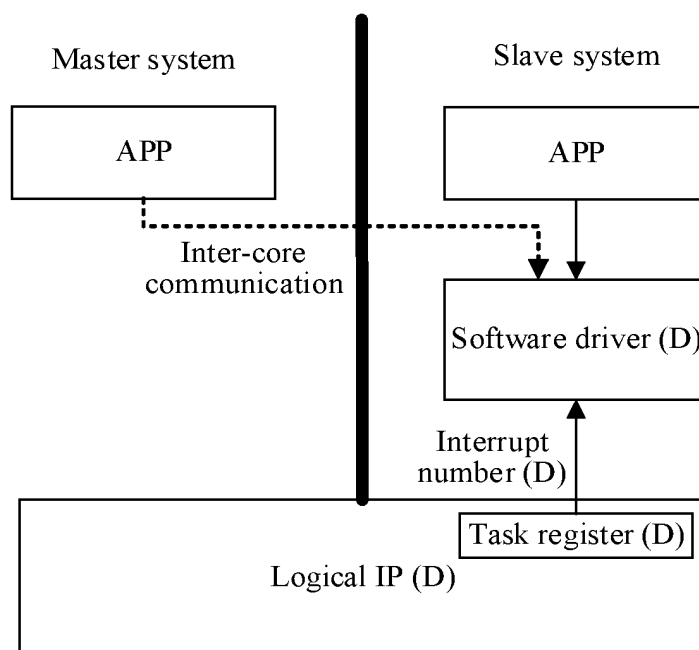 Master system
Slave system
APP
APP
Inter-core
communication
Software driver (D)
Interrupt
number (D)
Task register (D)
Logical IP (D)